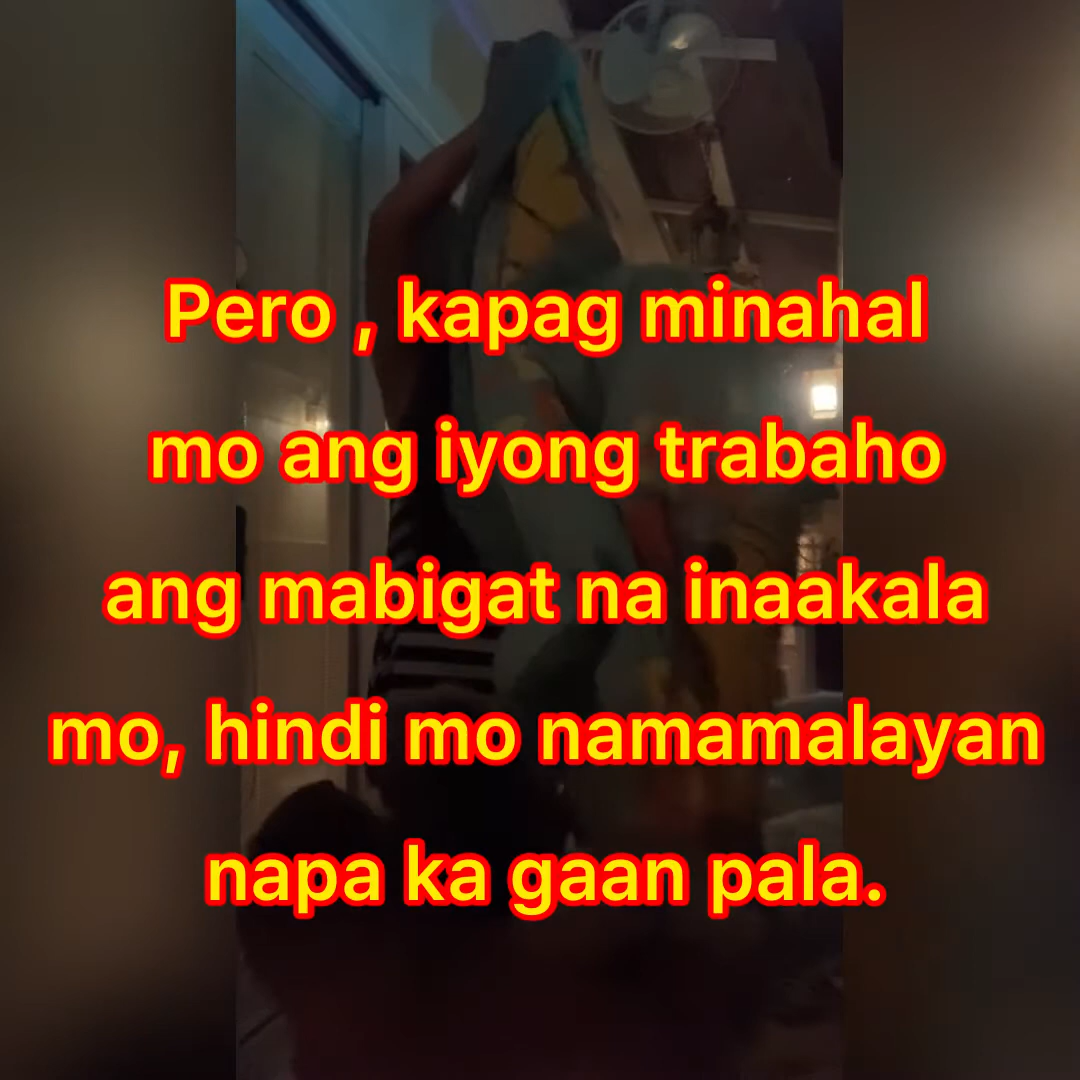 Pero , kapag minahal
mo ang iyong trabaho
ang mabigat na inaakala
mo, hindi mo namamalayan
napa ka gaan pala.